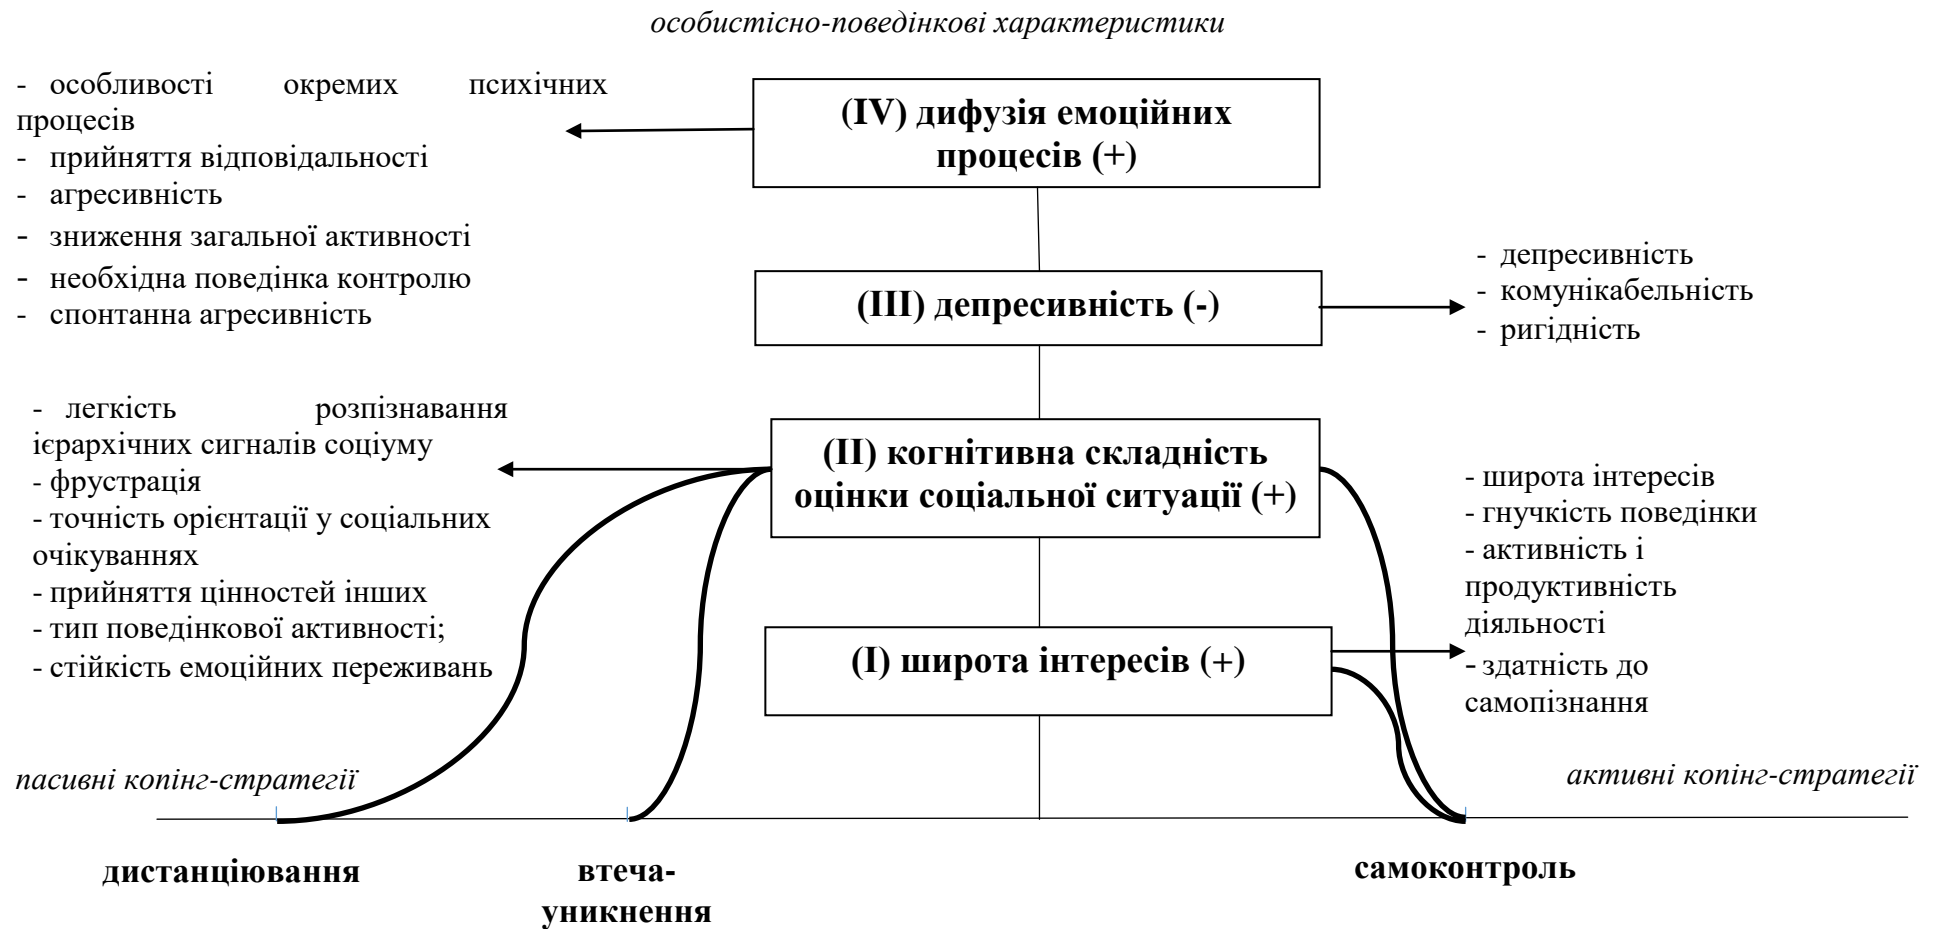 особистісно-поведінкові характеристики
- особливості окремих психічних
процесів
- прийняття відповідальності
- агресивність
- зниження загальної активності
- необхідна поведінка контролю
- спонтанна агресивність
(IV) дифузія емоційних
процесів (+)
(III) депресивність (-)
- депресивність
- комунікабельність
- ригідність
- легкість розпізнавання
ієрархічних сигналів соціуму
- фрустрація
- точність орієнтації у соціальних
очікуваннях
- прийняття цінностей інших
- тип поведінкової активності;
- стійкість емоційних переживань
(II) когнітивна складність
оцінки соціальної ситуації (+)
- широта інтересів
- гнучкість поведінки
- активність і
продуктивність
діяльності
- здатність до
самопізнання
(I) широта інтересів (+)
пасивні копінг-стратегії
активні копінг-стратегії
дистанціювання
втеча-
уникнення
самоконтроль